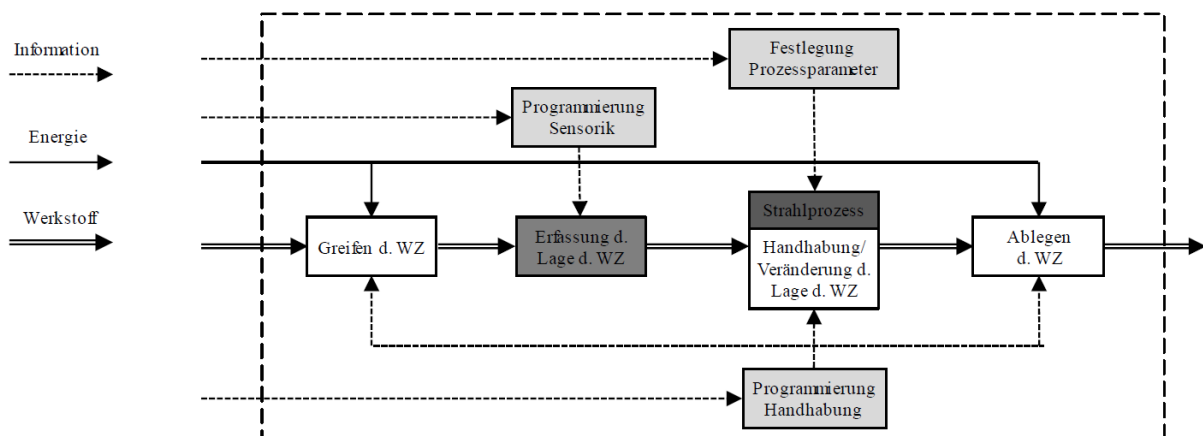 Information
Festlegung
Prozessparameter
Programmierung
Sensorik
Energie
Werkstoff
Greifen d. WZ
Erfassung d.
Lage d. WZ
Strahlprozess
Handhabung/
Veränderung d.
Lage d. WZ
Ablegen
d. WZ
Programmierung
Handhabung